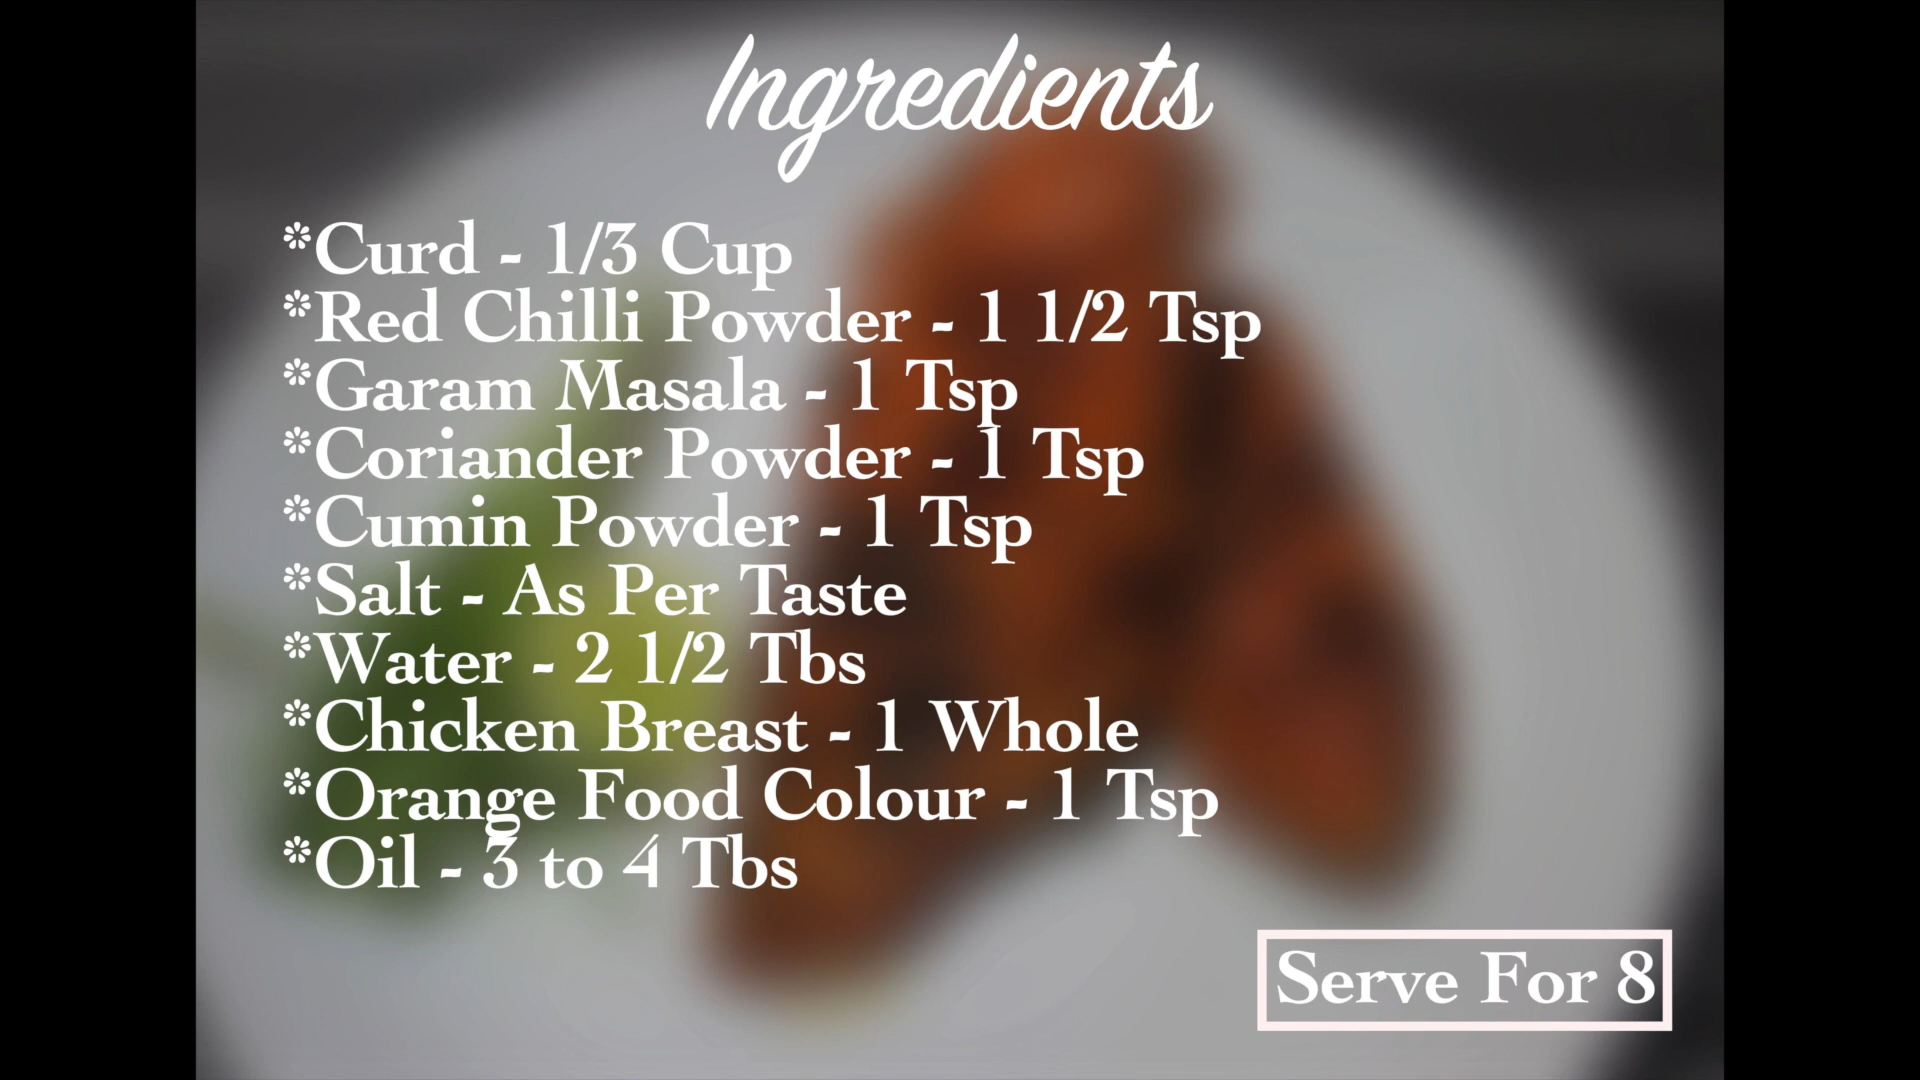 Ingredients
*Curd - 1/3 Cup
*Red Chilli Powder - 1 1/2 Tsp
*Garam Masala - 1 Tsp
*Coriander Powder - 1 Tsp
*Cumin Powder - 1 Tsp
*Salt - As Per Taste
*Water - 2 1/2 Tbs
*Chicken Breast - 1 Whole
*Orange Food Colour - 1 Tsp
*Oil - 3 to 4 Tbs
Serve For 8